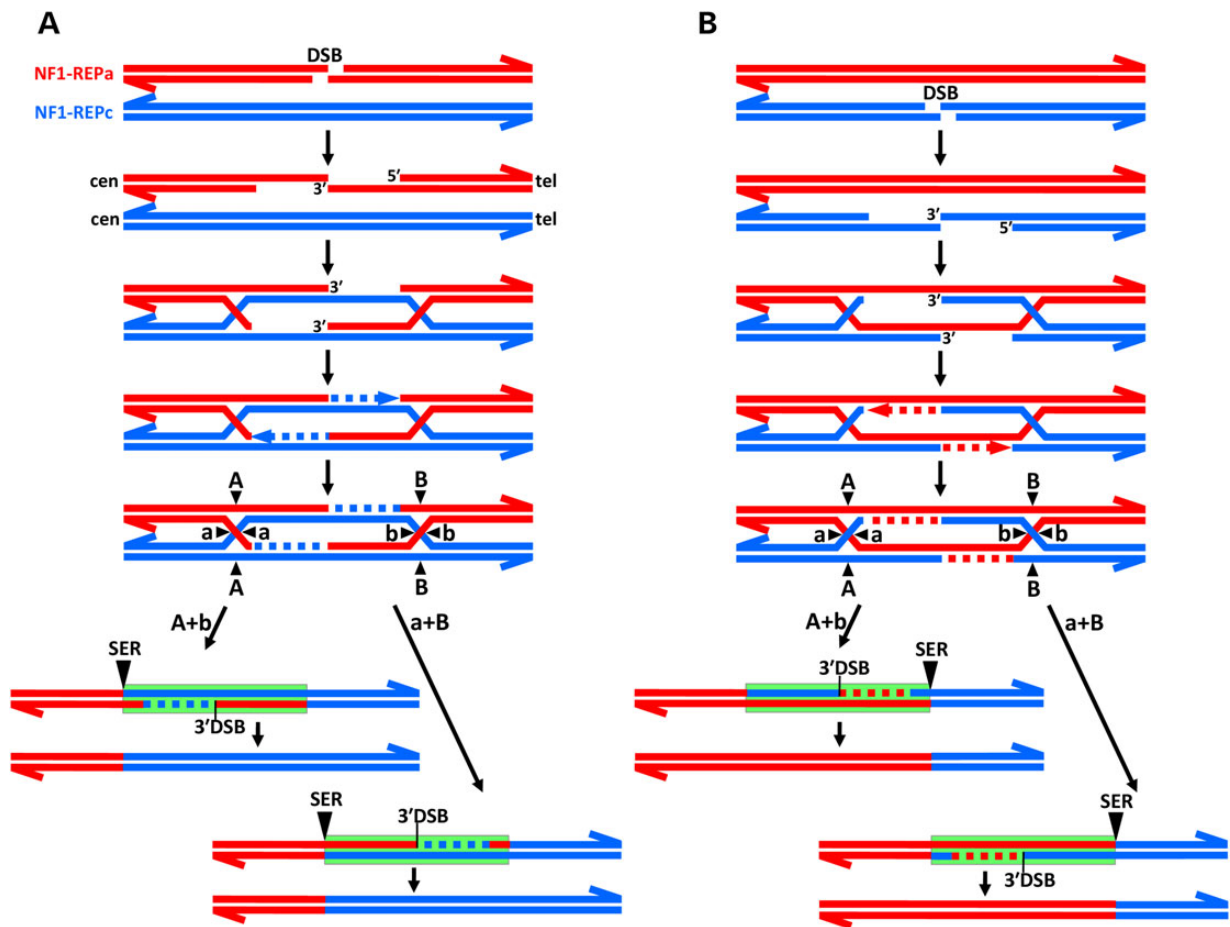 A
DSB
NF1-REPa
NF1-REPc
cen 3′ 5′ tel
cen tel
3′
3′
A B
a a b b
A B
A+b
a+B
SER
3′DSB
SER
3′DSB
B
DSB
3′
5′
3′
3′
A B
a a b b
A B
A+b
a+B
3′DSB SER
SER
3′DSB